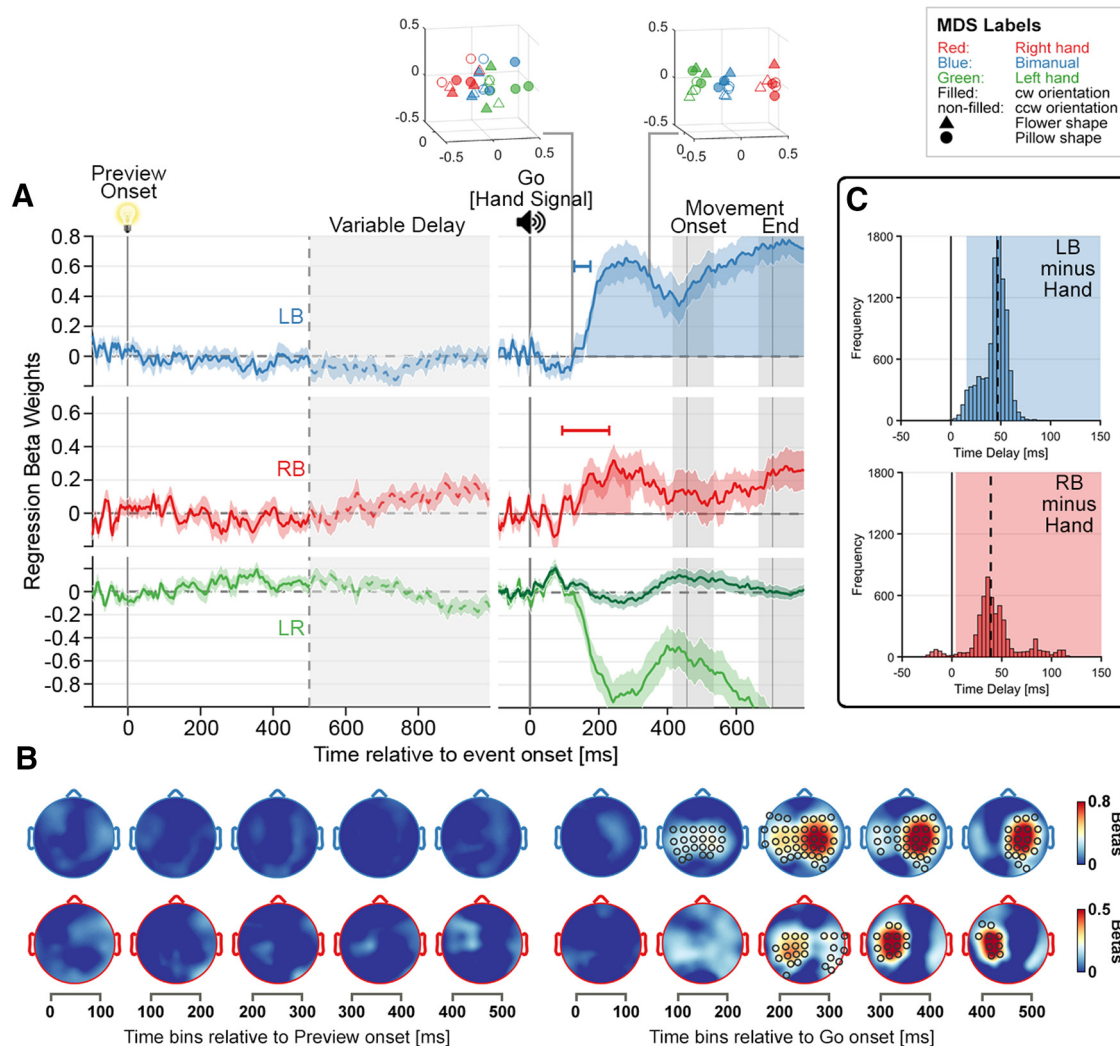 MDS Labels
Red: Right hand
Blue: Bimanual
Green: Left hand
Filled: cw orientation
non-filled: ccw orientation
Flower shape
Pillow shape
0.5
0
-0.5
-0.5
0
0.5
0.5
0
-0.5
-0.5
0
0.5
A
Preview
Onset
Go
[Hand Signal]
Variable Delay
Movement
Onset
End
Regression Beta Weights
0.8
0.6
0.4
0.2
0
LB
0.6
0.4
0.2
0
RB
0
-0.2
-0.4
-0.6
-0.8
LR
0 200 400 600 800
0 200 400 600
Time relative to event onset [ms]
C
LB
minus
Hand
Frequency
1800
1200
600
0
-50 0 50 100 150
Time Delay [ms]
RB
minus
Hand
Frequency
1800
1200
600
0
-50 0 50 100 150
Time Delay [ms]
B
0.8
0
Betas
0.5
0
Betas
0 100 100 200 200 300 300 400 400 500
Time bins relative to Preview onset [ms]
0 100 100 200 200 300 300 400 400 500
Time bins relative to Go onset [ms]